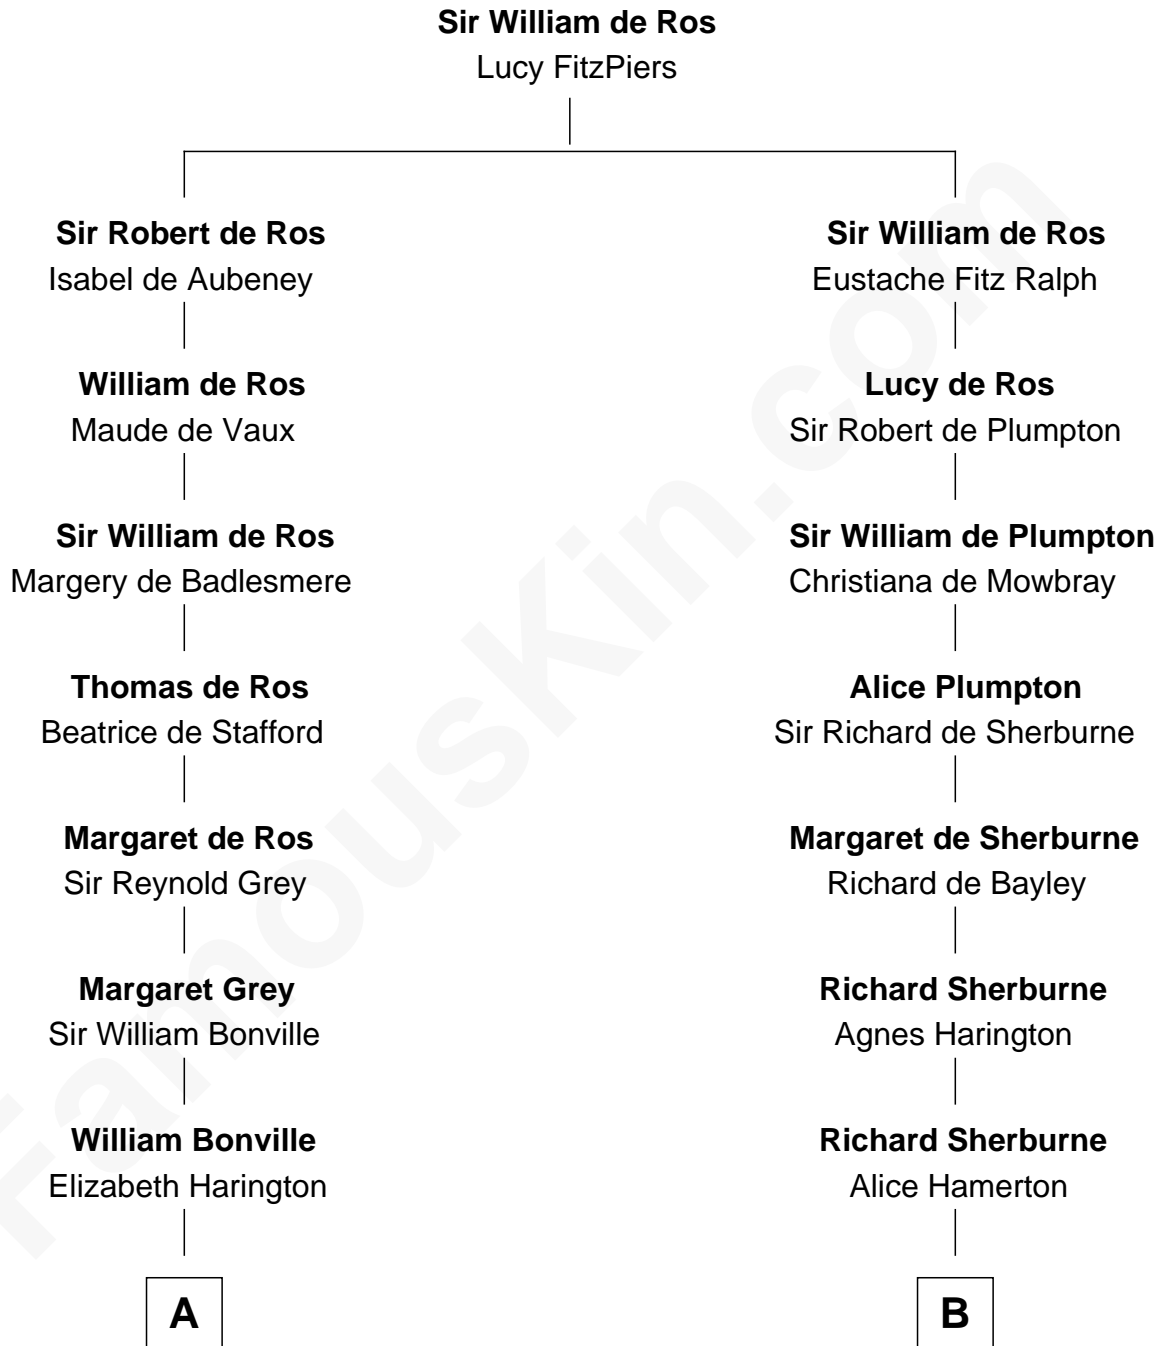 Sir William de Ros
Lucy FitzPiers
Sir Robert de Ros
Isabel de Aubeney
William de Ros
Maude de Vaux
Sir William de Ros
Margery de Badlesmere
Thomas de Ros
Beatrice de Stafford
Margaret de Ros
Sir Reynold Grey
Margaret Grey
Sir William Bonville
William Bonville
Elizabeth Harington
A
Sir William de Ros
Eustache Fitz Ralph
Lucy de Ros
Sir Robert de Plumpton
Sir William de Plumpton
Christiana de Mowbray
Alice Plumpton
Sir Richard de Sherburne
Margaret de Sherburne
Richard de Bayley
Richard Sherburne
Agnes Harington
Richard Sherburne
Alice Hamerton
B
FamousKin.com